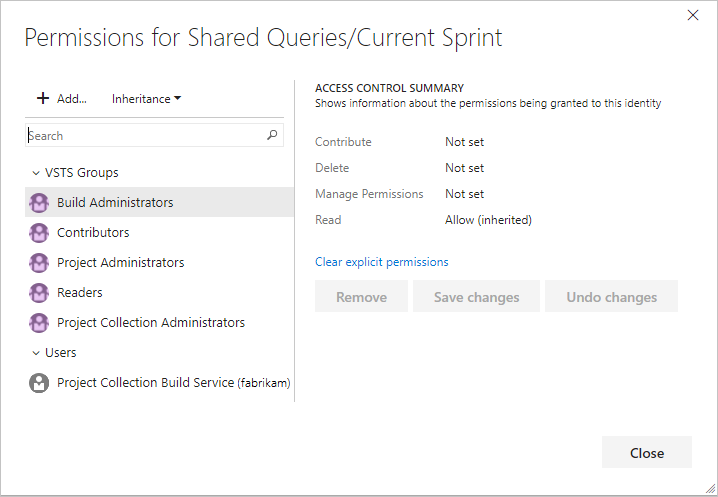 Permissions for Shared Queries/Current Sprint
Add...
Inheritance
Search
VSTS Groups
Build Administrators
Contributors
Project Administrators
Readers
Project Collection Administrators
Users
Project Collection Build Service (fabrikam)
ACCESS CONTROL SUMMARY
Shows information about the permissions being granted to this identity
Contribute Not set
Delete Not set
Manage Permissions Not set
Read Allow (inherited)
Clear explicit permissions
Remove Save changes Undo changes
Close